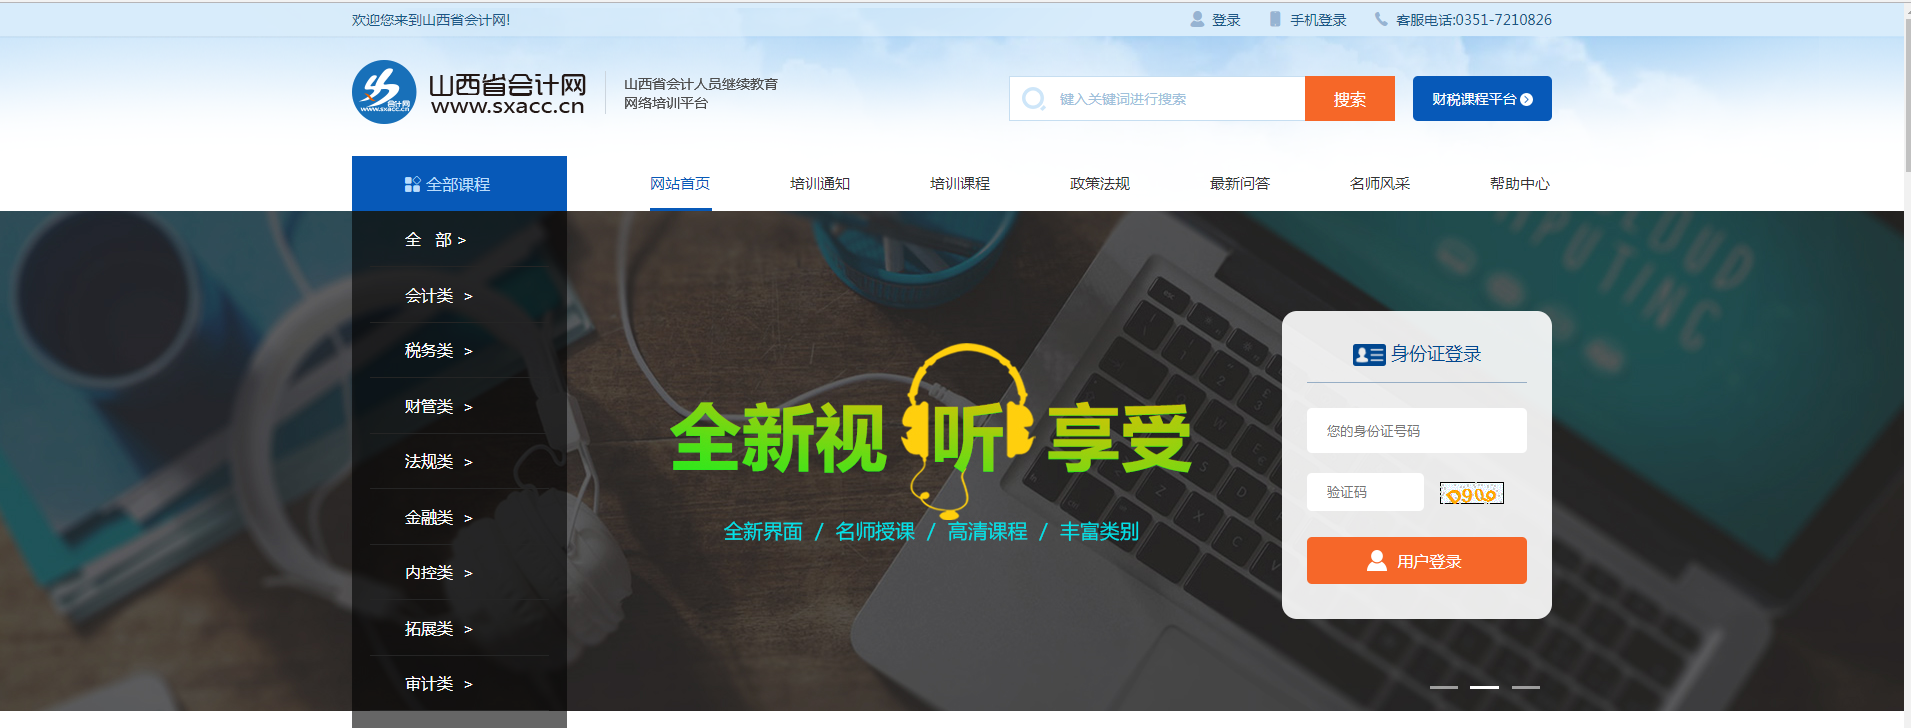 欢迎您来到山西省会计网!
登录
手机登录
客服电话:0351-7210826
山西省会计网
www.sxacc.cn
会计网
www.sxacc.cn
山西省会计人员继续教育
网络培训平台
键入关键词进行搜索
搜索
财税课程平台
全部课程
网站首页
培训通知
培训课程
政策法规
最新问答
名师风采
帮助中心
全 部 >
会计类 >
税务类 >
财管类 >
法规类 >
金融类 >
内控类 >
拓展类 >
审计类 >
全新视听享受
全新界面 / 名师授课 / 高清课程 / 丰富类别
身份证登录
您的身份证号码
验证码
用户登录